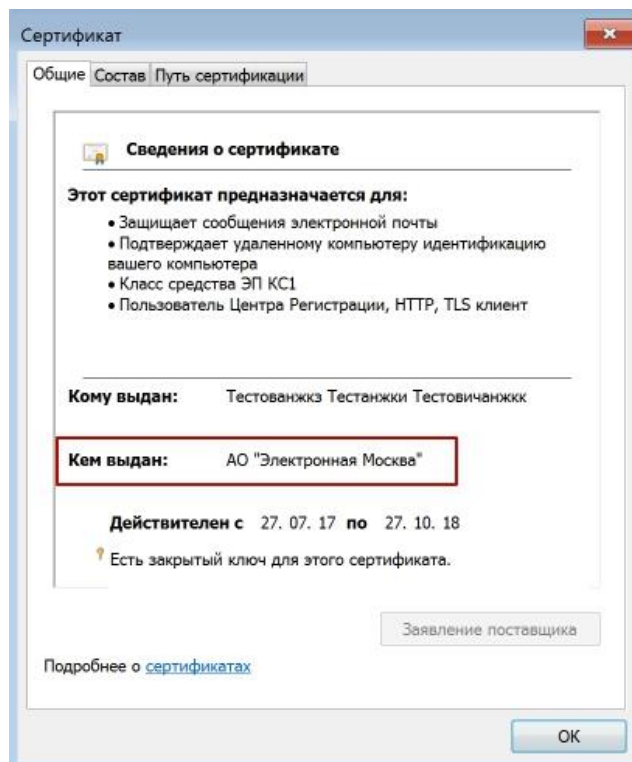 Сертификат
Общие Состав Путь сертификации
Сведения о сертификате
Этот сертификат предназначается для:
• Защищает сообщения электронной почты
• Подтверждает удаленному компьютеру идентификацию
вашего компьютера
• Класс средства ЭП КС1
• Пользователь Центра Регистрации, HTTP, TLS клиент
Кому выдан: Тестованжкз Тестанжки Тестовичанжкк
Кем выдан: АО "Электронная Москва"
Действителен с 27. 07. 17 по 27. 10. 18
Есть закрытый ключ для этого сертификата.
Заявление поставщика
Подробнее о сертификатах
ОК